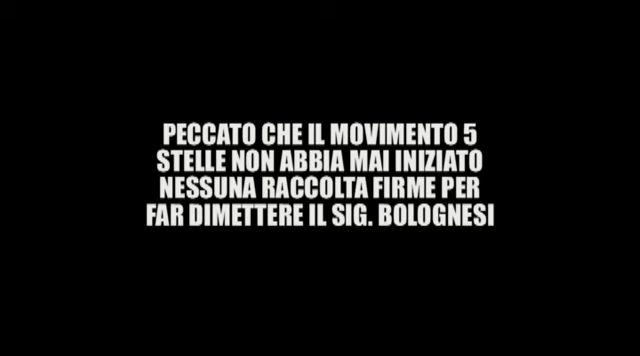 PECCATO CHE IL MOVIMENTO 5
STELLE NON ABBIA MAI INIZIATO
NESSUNA RACCOLTA FIRME PER
FAR DIMETTERE IL SIG. BOLOGNESI